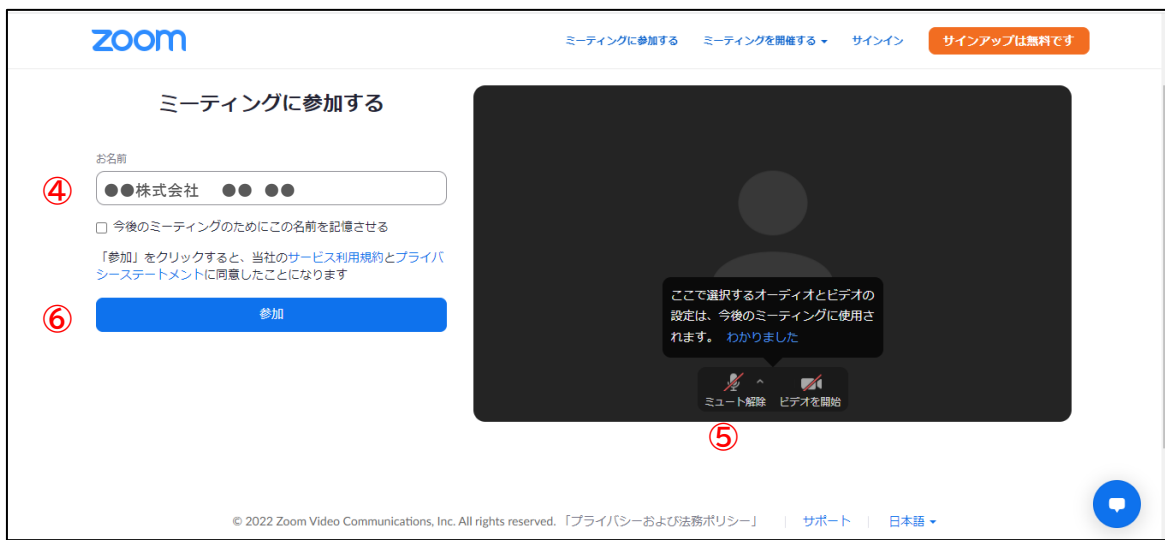 zoom
ミーティングに参加する ミーティングを開催する サインイン サインアップは無料です
ミーティングに参加する
お名前
④ ●●株式会社 ●● ●●
今後のミーティングのためにこの名前を記憶させる
「参加」をクリックすると、当社のサービス利用規約とプライバ
シーステートメントに同意したことになります
⑥ 参加
ここで選択するオーディオとビデオの
設定は、今後のミーティングに使用さ
れます。 わかりました
ミュート解除 ビデオを開始
⑤
© 2022 Zoom Video Communications, Inc. All rights reserved. 「プライバシーおよび法務ポリシー」 サポート 日本語